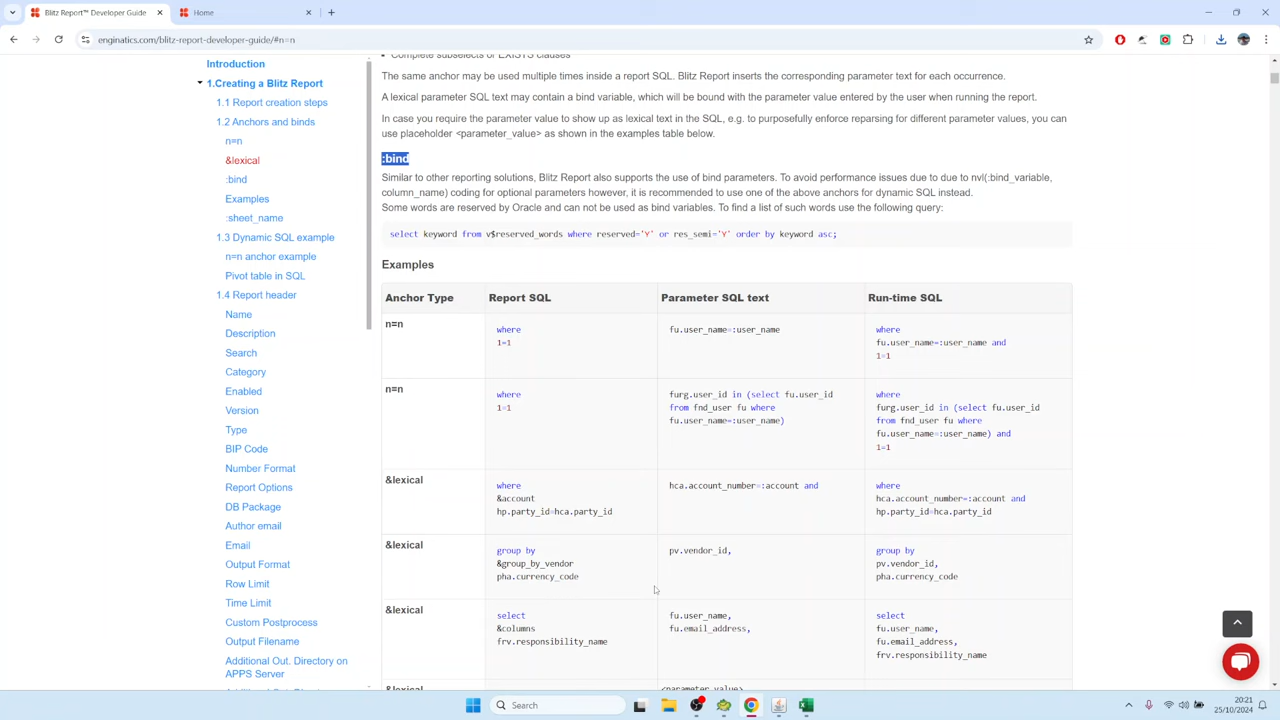 Blitz Report™ Developer Guide
Home
enginatics.com/blitz-report-developer-guide/#n=n
Introduction
1.Creating a Blitz Report
1.1 Report creation steps
1.2 Anchors and binds
n=n
&lexical
:bind
Examples
:sheet_name
1.3 Dynamic SQL example
n=n anchor example
Pivot table in SQL
1.4 Report header
Name
Description
Search
Category
Enabled
Version
Type
BIP Code
Number Format
Report Options
DB Package
Author email
Email
Output Format
Row Limit
Time Limit
Custom Postprocess
Output Filename
Additional Out. Directory on
APPS Server
Complete subselects or EXISTS clauses
The same anchor may be used multiple times inside a report SQL. Blitz Report inserts the corresponding parameter text for each occurrence.
A lexical parameter SQL text may contain a bind variable, which will be bound with the parameter value entered by the user when running the report.
In case you require the parameter value to show up as lexical text in the SQL, e.g. to purposefully enforce reparsing for different parameter values, you can
use placeholder <parameter_value> as shown in the examples table below.
:bind
Similar to other reporting solutions, Blitz Report also supports the use of bind parameters. To avoid performance issues due to due to nvl(:bind_variable,
column_name) coding for optional parameters however, it is recommended to use one of the above anchors for dynamic SQL instead.
Some words are reserved by Oracle and can not be used as bind variables. To find a list of such words use the following query:
select keyword from v$reserved_words where reserved='Y' or res_semi='Y' order by keyword asc;
Examples
Anchor Type Report SQL Parameter SQL text Run-time SQL
n=n where fu.user_name=:user_name where
1=1 fu.user_name=:user_name and
1=1
n=n where furg.user_id in (select fu.user_id where
1=1 from fnd_user fu where furg.user_id in (select fu.user_id
fu.user_name=:user_name) from fnd_user fu where
fu.user_name=:user_name) and
1=1
&lexical where hca.account_number=:account and where
&account hca.account_number=:account and
hp.party_id=hca.party_id hp.party_id=hca.party_id
&lexical group by pv.vendor_id, group by
&group_by_vendor pv.vendor_id,
pha.currency_code pha.currency_code
&lexical select fu.user_name, select
&columns fu.email_address, fu.user_name,
frv.responsibility_name fu.email_address,
frv.responsibility_name
&lexical <parameter_value>
Search
20:21
25/10/2024